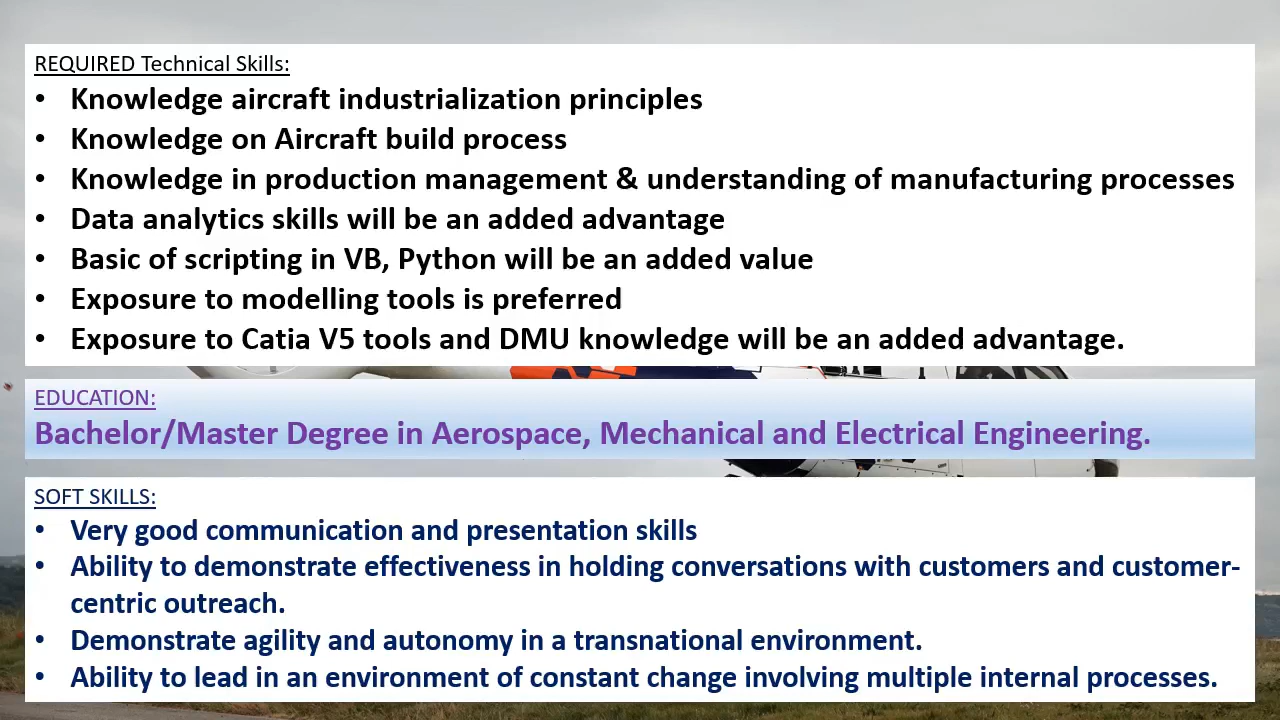 REQUIRED Technical Skills:
• Knowledge aircraft industrialization principles
• Knowledge on Aircraft build process
• Knowledge in production management & understanding of manufacturing processes
• Data analytics skills will be an added advantage
• Basic of scripting in VB, Python will be an added value
• Exposure to modelling tools is preferred
• Exposure to Catia V5 tools and DMU knowledge will be an added advantage.
EDUCATION:
Bachelor/Master Degree in Aerospace, Mechanical and Electrical Engineering.
SOFT SKILLS:
• Very good communication and presentation skills
• Ability to demonstrate effectiveness in holding conversations with customers and customer-
centric outreach.
• Demonstrate agility and autonomy in a transnational environment.
• Ability to lead in an environment of constant change involving multiple internal processes.